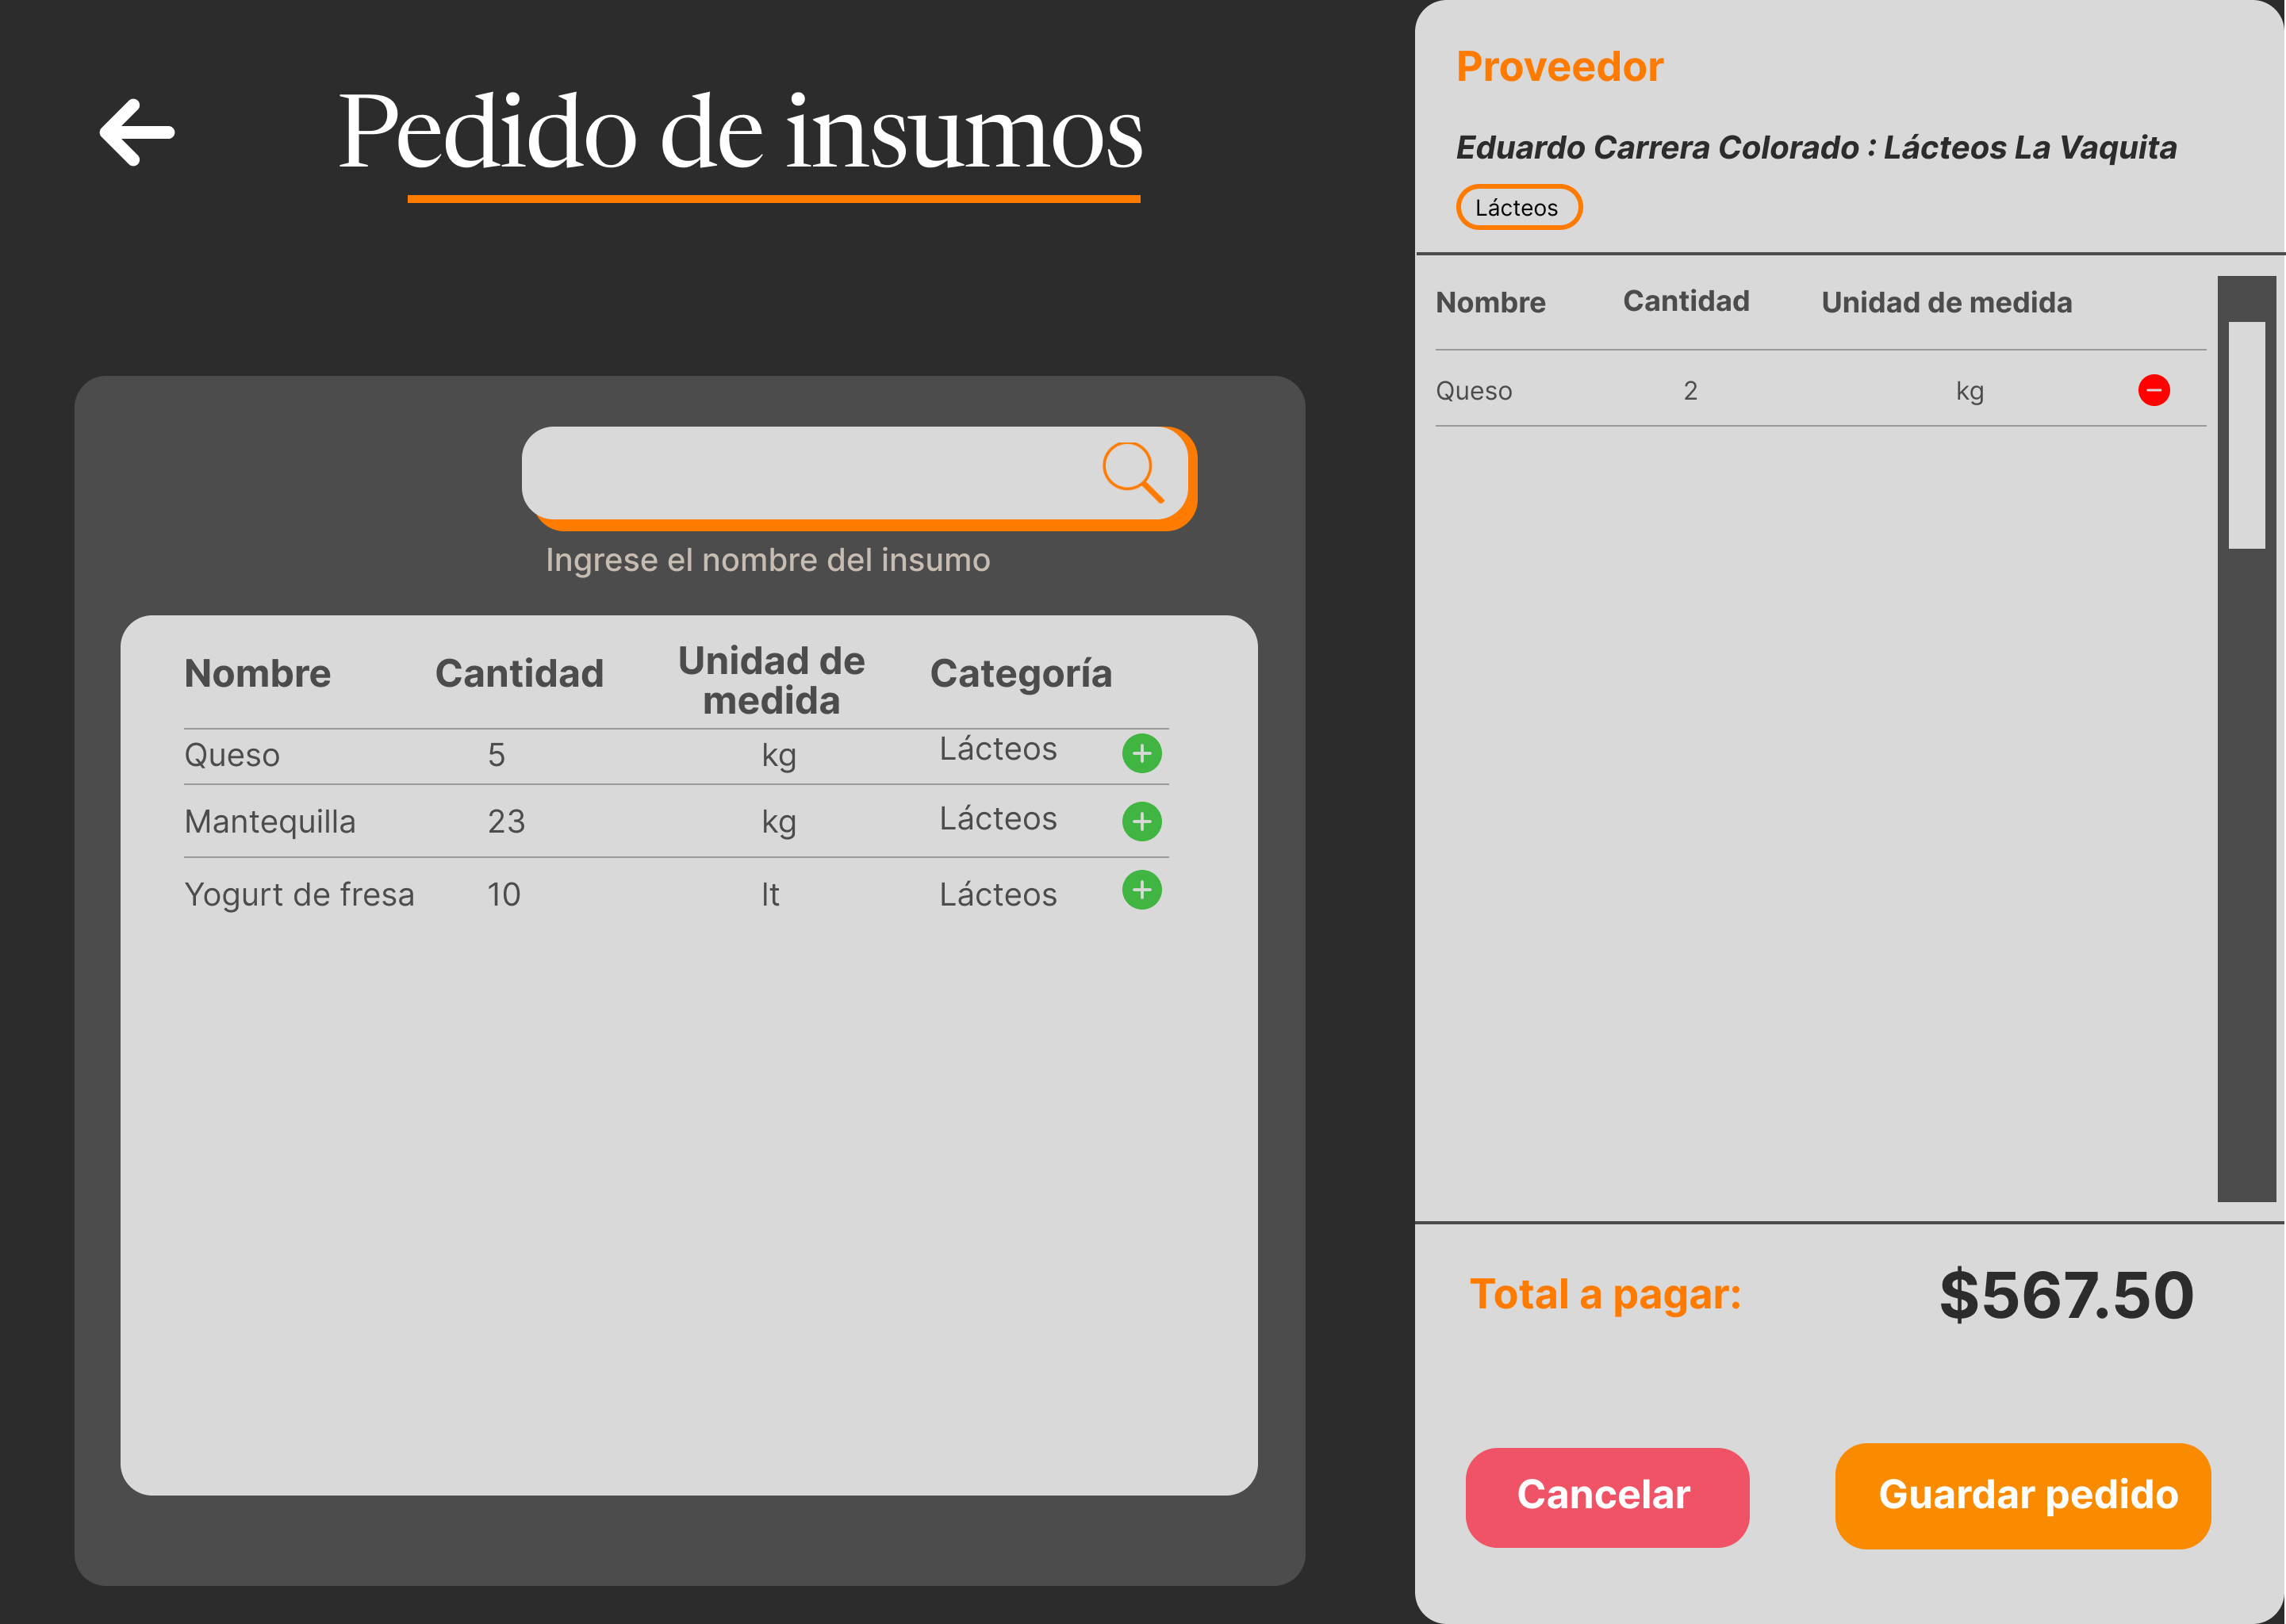 Pedido de insumos
Ingrese el nombre del insumo
Nombre Cantidad Unidad de medida Categoría
Queso 5 kg Lácteos
Mantequilla 23 kg Lácteos
Yogurt de fresa 10 lt Lácteos
Proveedor
Eduardo Carrera Colorado : Lácteos La Vaquita
Lácteos
Nombre Cantidad Unidad de medida
Queso 2 kg
Total a pagar: $567.50
Cancelar Guardar pedido